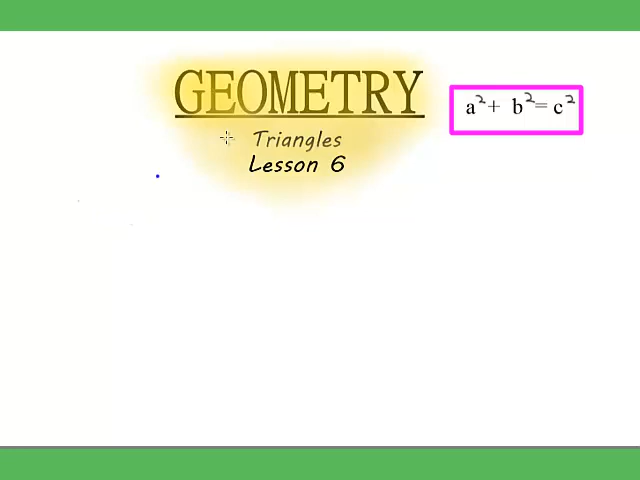 GEOMETRY
a² + b² = c²
Triangles
Lesson 6